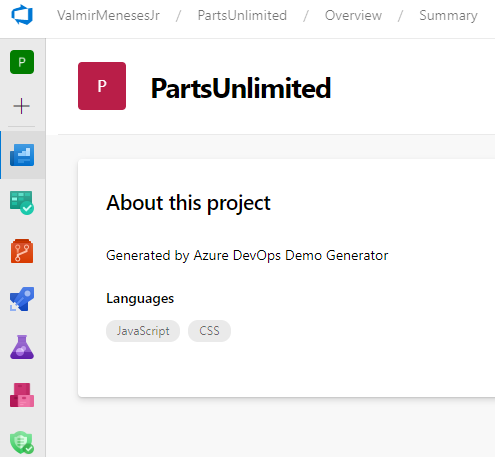 ValmirMenesesJr / PartsUnlimited / Overview / Summary
P
P PartsUnlimited
+
About this project
Generated by Azure DevOps Demo Generator
Languages
JavaScript CSS